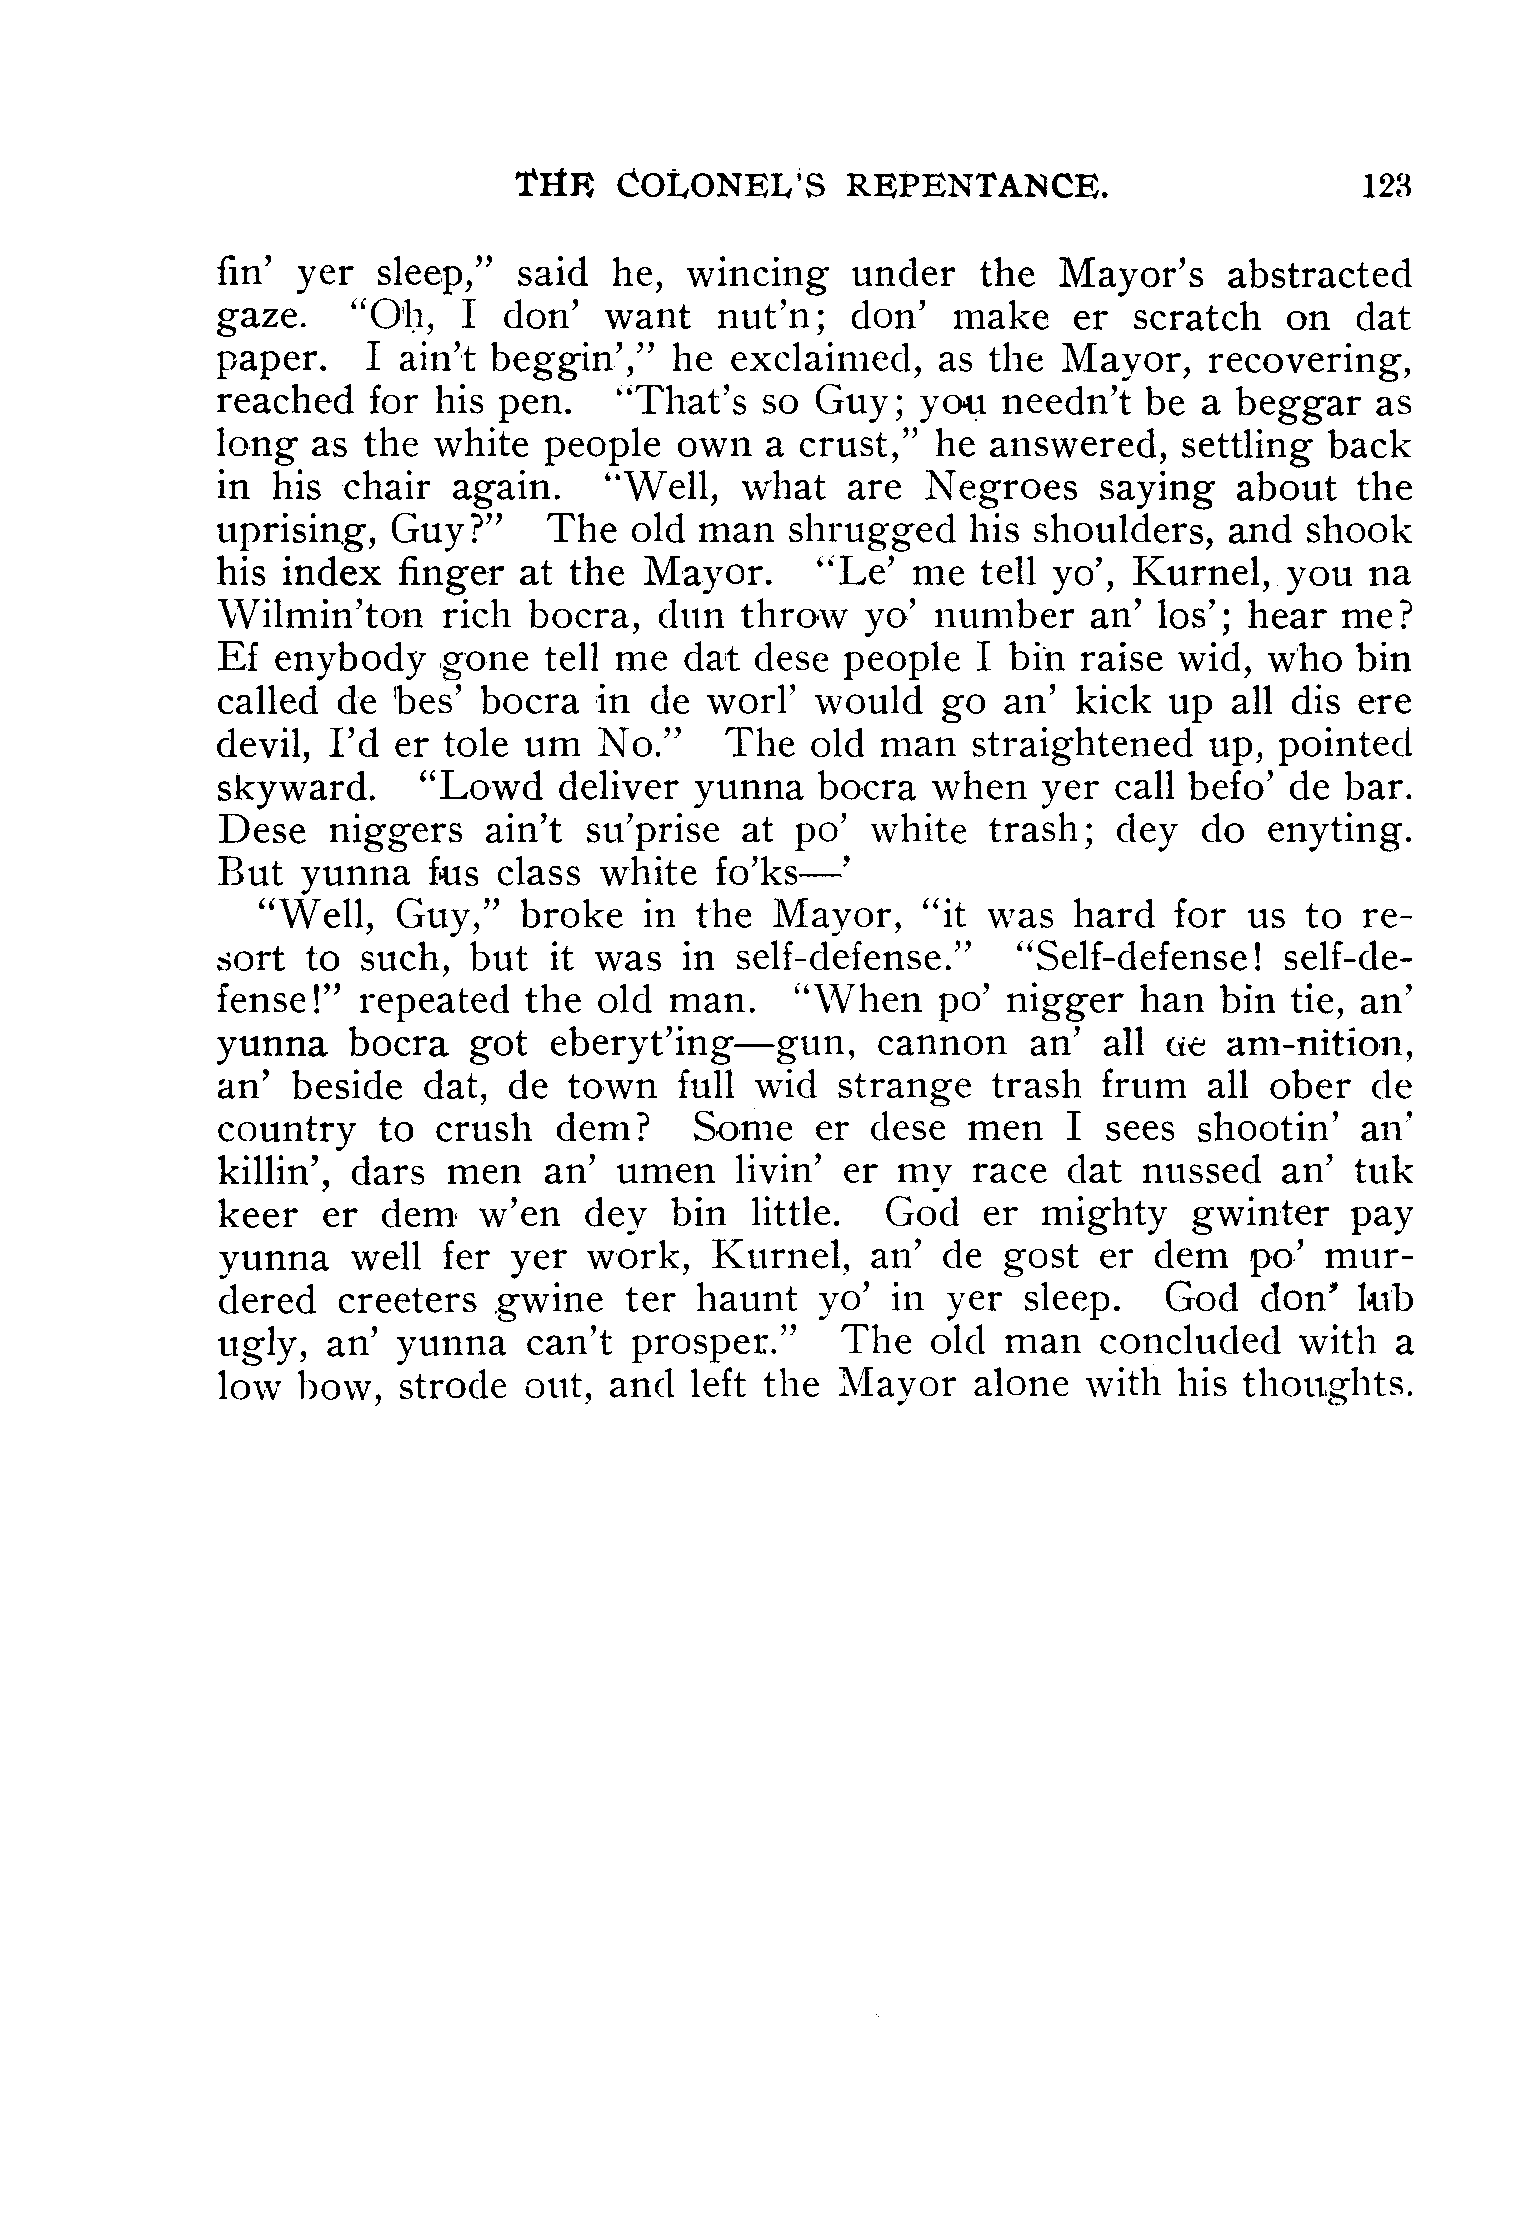 THE COLONEL'S REPENTANCE. 123
fin' yer sleep," said he, wincing under the Mayor's abstracted
gaze. "Oh, I don' want nut'n; don' make er scratch on dat
paper. I ain't beggin'," he exclaimed, as the Mayor, recovering,
reached for his pen. "That's so Guy; you needn't be a beggar as
long as the white people own a crust," he answered, settling back
in his chair again. "Well, what are Negroes saying about the
uprising, Guy?" The old man shrugged his shoulders, and shook
his index finger at the Mayor. "Le' me tell yo', Kurnel, you na
Wilmin'ton rich bocra, dun throw yo' number an' los'; hear me?
Ef enybody gone tell me dat dese people I bin raise wid, who bin
called de bes' bocra in de worl' would go an' kick up all dis ere
devil, I'd er tole um No." The old man straightened up, pointed
skyward. "Lowd deliver yunna bocra when yer call befo' de bar.
Dese niggers ain't su'prise at po' white trash; dey do enyting.
But yunna fus class white fo'ks—'
"Well, Guy," broke in the Mayor, "it was hard for us to re-
sort to such, but it was in self-defense." "Self-defense! self-de-
fense!" repeated the old man. "When po' nigger han bin tie, an'
yunna bocra got eberyt'ing—gun, cannon an' all de am-nition,
an' beside dat, de town full wid strange trash frum all ober de
country to crush dem? Some er dese men I sees shootin' an'
killin', dars men an' umen livin' er my race dat nussed an' tuk
keer er dem w'en dey bin little. God er mighty gwinter pay
yunna well fer yer work, Kurnel, an' de gost er dem po' mur-
dered creeters gwine ter haunt yo' in yer sleep. God don' lub
ugly, an' yunna can't prosper." The old man concluded with a
low bow, strode out, and left the Mayor alone with his thoughts.